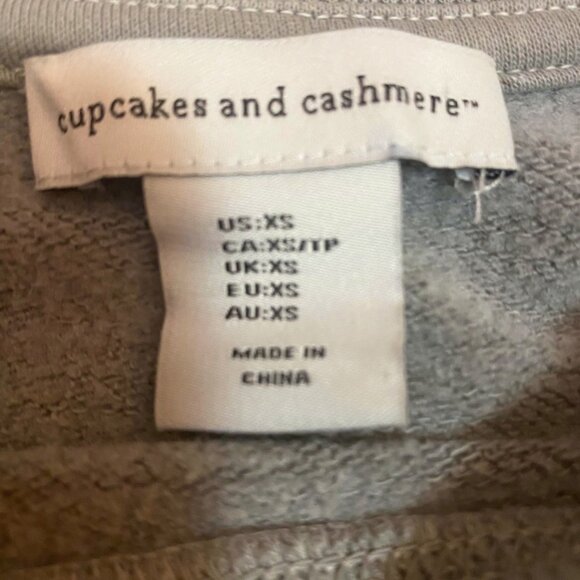 cupcakes and cashmere™
US:XS
CA:XS/TP
UK:XS
EU:XS
AU:XS
MADE IN
CHINA